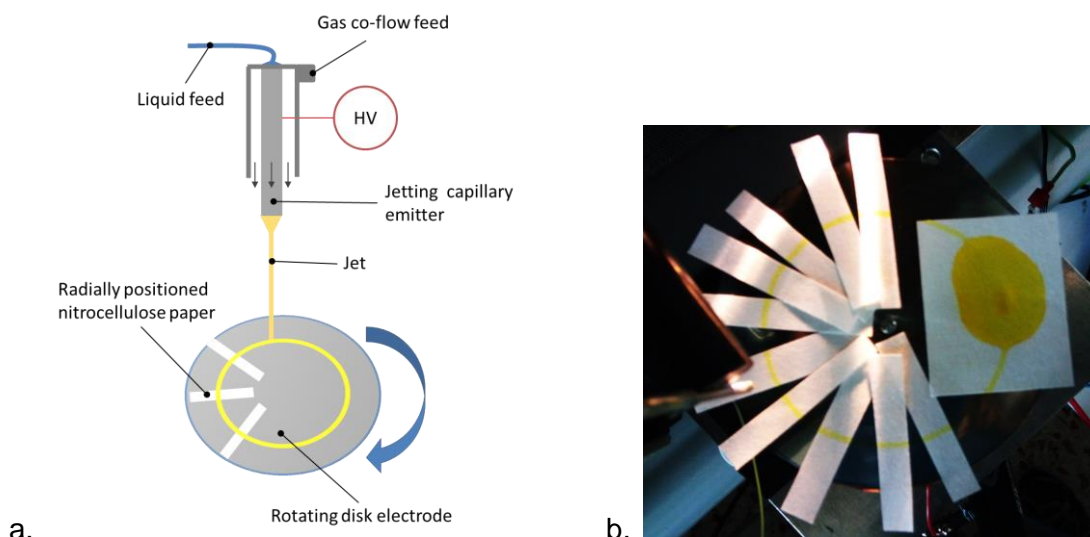 Gas co-flow feed
Liquid feed
HV
Jetting capillary
emitter
Jet
Radially positioned
nitrocellulose paper
Rotating disk electrode
a.
b.